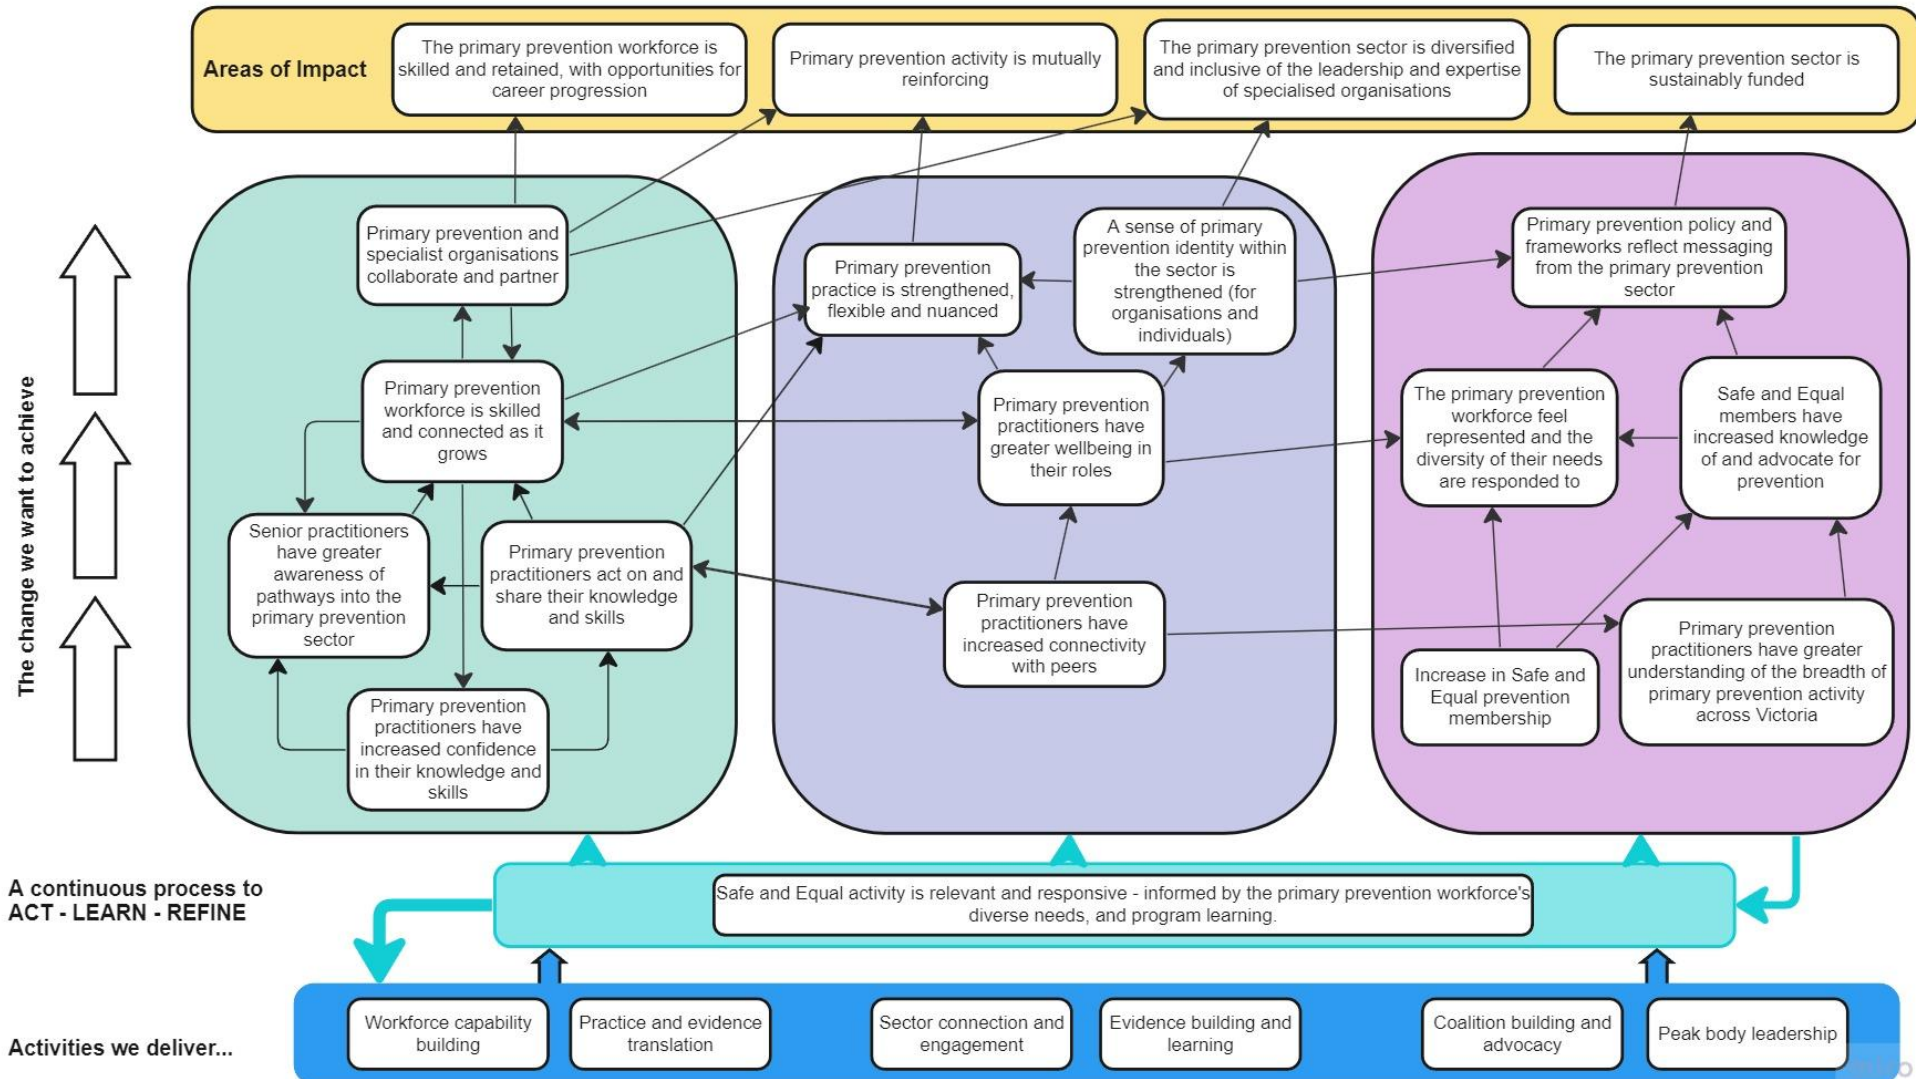 Areas of Impact
The primary prevention workforce is
skilled and retained, with opportunities for
career progression
Primary prevention activity is mutually
reinforcing
The primary prevention sector is diversified
and inclusive of the leadership and expertise
of specialised organisations
The primary prevention sector is
sustainably funded
The change we want to achieve
Primary prevention and
specialist organisations
collaborate and partner
Primary prevention
workforce is skilled
and connected as it
grows
Senior practitioners
have greater
awareness of
pathways into the
primary prevention
sector
Primary prevention
practitioners act on and
share their knowledge
and skills
Primary prevention
practitioners have
increased confidence
in their knowledge and
skills
Primary prevention
practice is strengthened,
flexible and nuanced
A sense of primary
prevention identity within
the sector is
strengthened (for
organisations and
individuals)
Primary prevention
practitioners have
greater wellbeing in
their roles
Primary prevention
practitioners have
increased connectivity
with peers
Primary prevention policy and
frameworks reflect messaging
from the primary prevention
sector
The primary prevention
workforce feel
represented and the
diversity of their needs
are responded to
Safe and Equal
members have
increased knowledge
of and advocate for
prevention
Increase in Safe and
Equal prevention
membership
Primary prevention
practitioners have greater
understanding of the breadth of
primary prevention activity
across Victoria
A continuous process to
ACT - LEARN - REFINE
Safe and Equal activity is relevant and responsive - informed by the primary prevention workforce's
diverse needs, and program learning.
Activities we deliver...
Workforce capability
building
Practice and evidence
translation
Sector connection and
engagement
Evidence building and
learning
Coalition building and
advocacy
Peak body leadership